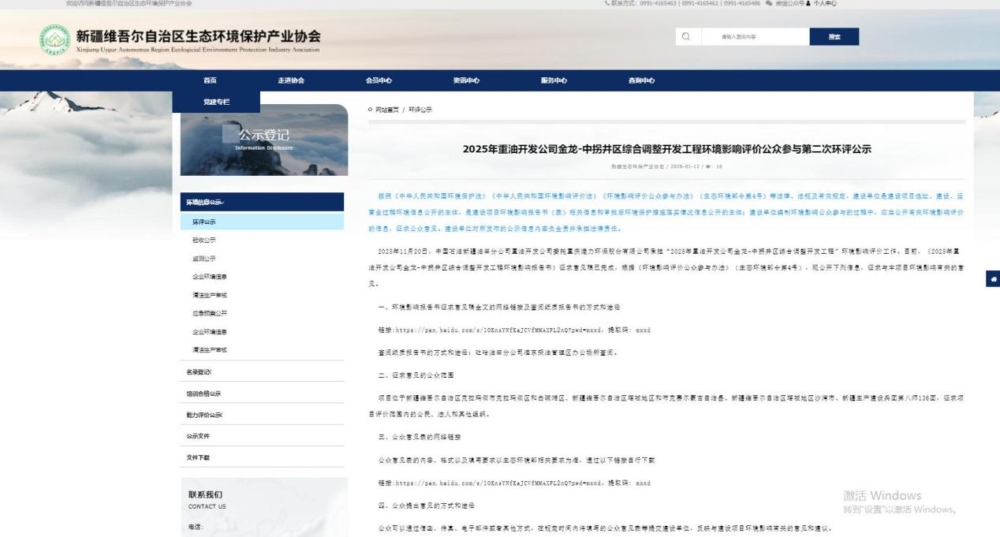 欢迎访问新疆维吾尔自治区生态环境保护产业协会
联系方式: 0991-4165463 | 0991-4165461 | 0991-4165486 微信公众号 个人中心
新疆维吾尔自治区生态环境保护产业协会
Xinjiang Uygur Autonomous Region Ecologicial Environment Protection Industry Association
请输入查询内容
搜索
首页 走进协会 会员中心 资讯中心 服务中心 查询中心
党建专栏
网站首页 / 环评公示
公示登记
Information Disclosure
2025年重油开发公司金龙-中拐井区综合调整开发工程环境影响评价公众参与第二次环评公示
新疆生态环保产业协会 / 2026-01-12 / 16
环境信息公示
环评公示
验收公示
监测公示
企业环境信息
清洁生产审核
应急预案公开
企业环境信息
清洁生产审核
名录登记
培训合格公示
能力评价公示
公示文件
文件下载
联系我们
CONTACT US
电话:
按照《中华人民共和国环境保护法》《中华人民共和国环境影响评价法》《环境影响评价公众参与办法》（生态环境部令第4号）等法律、法规及有关规定，建设单位是建设项目选址、建设、运
营全过程环境信息公开的主体，是建设项目环境影响报告书（表）相关信息和审批后环境保护措施落实情况信息公开的主体；建设单位编制环境影响公众参与的过程中，应当公开有关环境影响评价
的信息，征求公众意见。建设单位对所发布的公示信息内容负全责并承担法律责任。
2025年11月20日，中国石油新疆油田分公司重油开发公司委托重庆港力环保股份有限公司承担“2025年重油开发公司金龙-中拐井区综合调整开发工程”环境影响评价工作。目前，《2025年重
油开发公司金龙-中拐井区综合调整开发工程环境影响报告书》征求意见稿已完成，根据《环境影响评价公众参与办法》（生态环境部令第4号），现公开下列信息，征求与本项目环境影响有关的意
见。
一、环境影响报告书征求意见稿全文的网络链接及查阅纸质报告书的方式和途径
链接:https://pan.baidu.com/s/10KnsYNfKaJCVfMMAXFL2nQ?pwd=mxxd，提取码: mxxd
查阅纸质报告书的方式和途径：吐哈油田分公司准东采油管理区办公场所查阅。
二、征求意见的公众范围
项目位于新疆维吾尔自治区克拉玛依市克拉玛依区和白碱滩区、新疆维吾尔自治区塔城地区和布克赛尔蒙古自治县、新疆维吾尔自治区塔城地区沙湾市、新疆生产建设兵团第八师136团，征求项
目评价范围内的公民、法人和其他组织。
三、公众意见表的网络链接
公众意见表的内容、格式以及填写要求以生态环境部相关要求为准，通过以下链接自行下载
链接:https://pan.baidu.com/s/10KnsYNfKaJCVfMMAXFL2nQ?pwd=mxxd，提取码: mxxd
四、公众提出意见的方式和途径
公众可以通过信函、传真、电子邮件或者其他方式，在规定时间内将填写的公众意见表等提交建设单位，反映与建设项目环境影响有关的意见和建议。
激活 Windows
转到“设置”以激活 Windows。